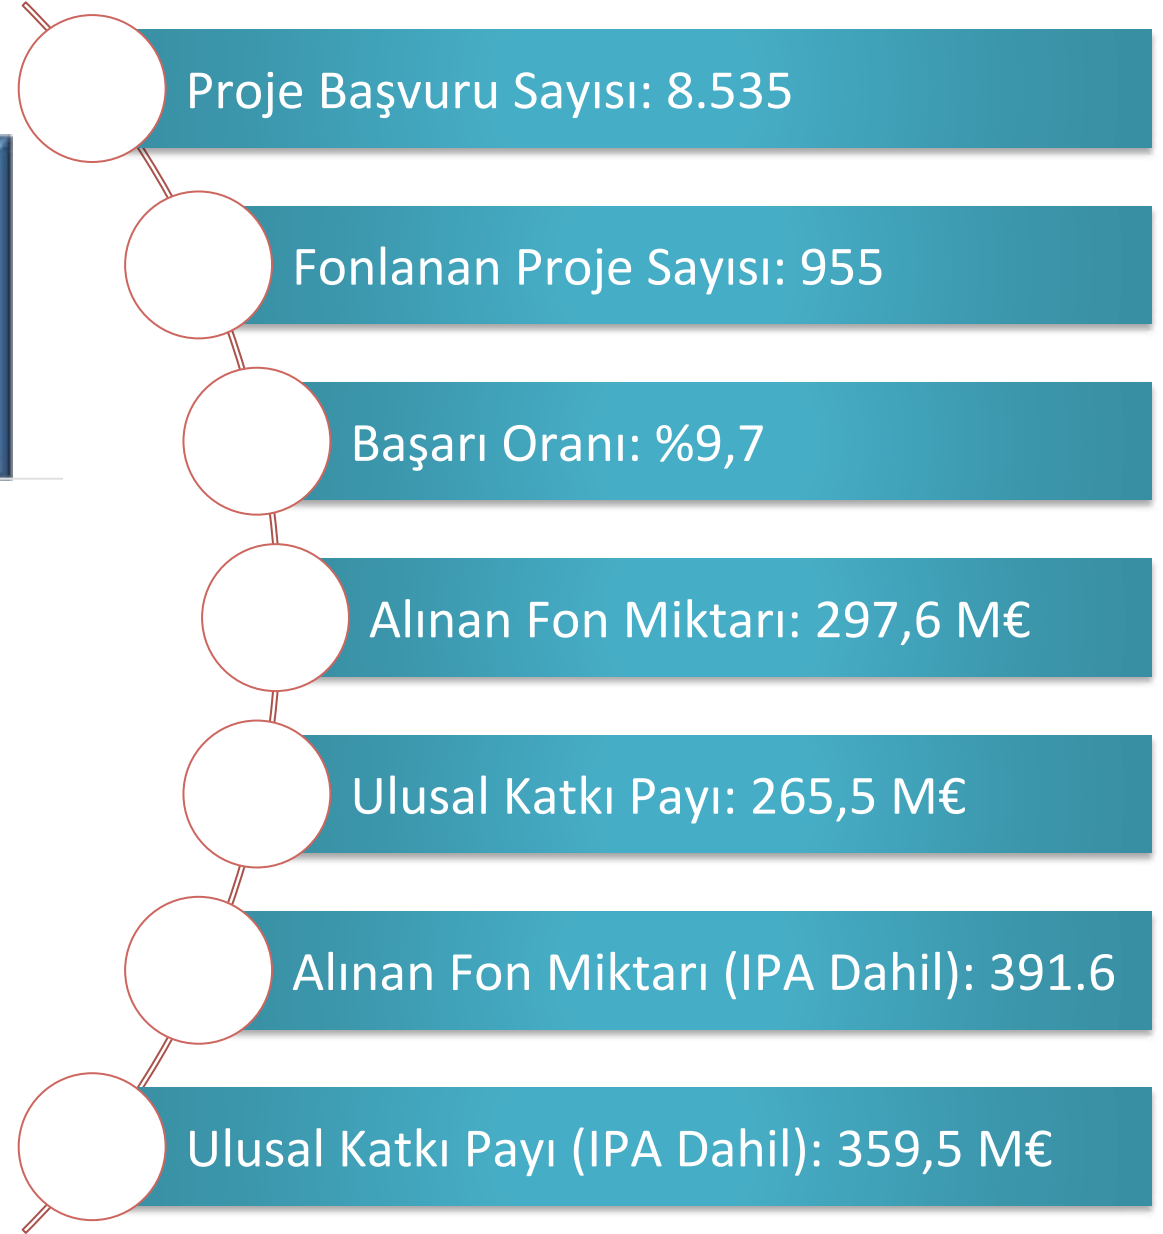 Proje Başvuru Sayısı: 8.535
Fonlanan Proje Sayısı: 955
Başarı Oranı: %9,7
Alınan Fon Miktarı: 297,6 M€
Ulusal Katkı Payı: 265,5 M€
Alınan Fon Miktarı (IPA Dahil): 391.6
Ulusal Katkı Payı (IPA Dahil): 359,5 M€